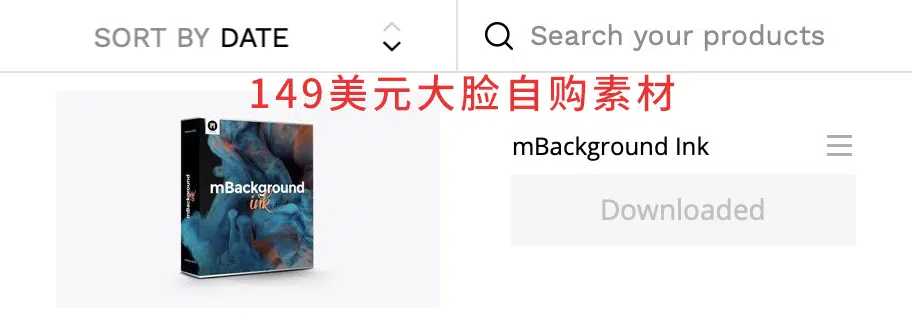 SORT BY DATE
Search your products
149美元大脸自购素材
mBackground Ink
Downloaded
mBackground
ink